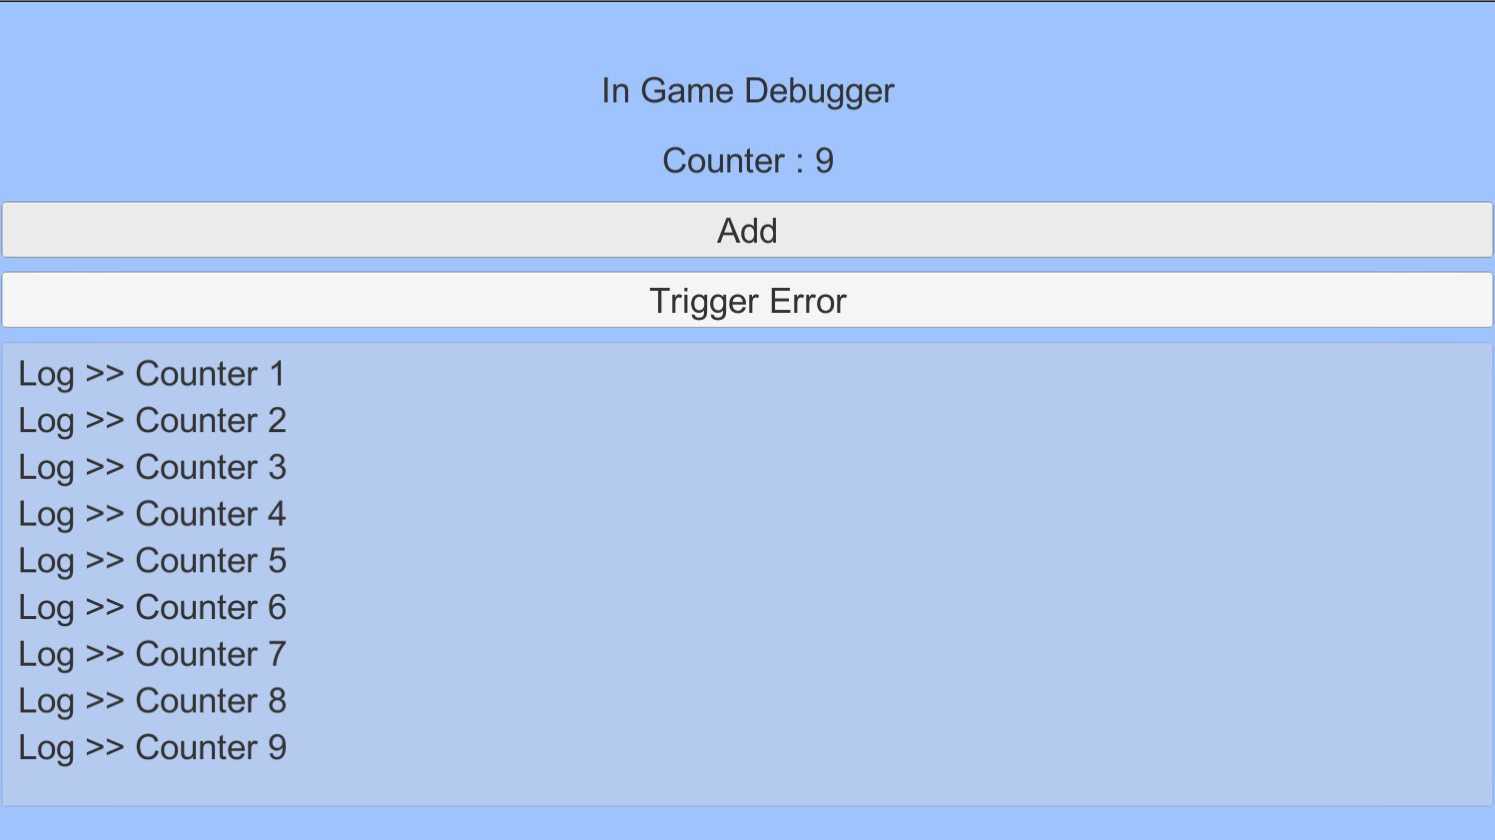 In Game Debugger
Counter : 9
Add
Trigger Error
Log >> Counter 1
Log >> Counter 2
Log >> Counter 3
Log >> Counter 4
Log >> Counter 5
Log >> Counter 6
Log >> Counter 7
Log >> Counter 8
Log >> Counter 9